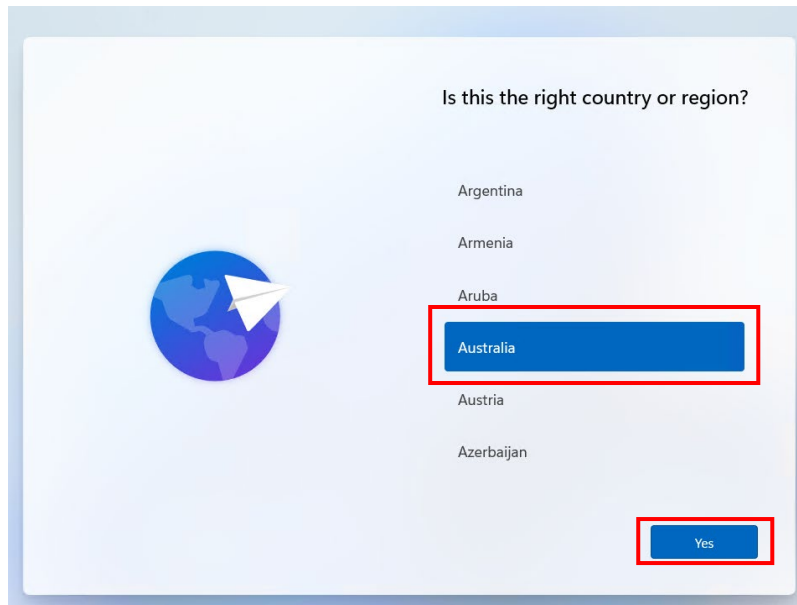 Is this the right country or region?
Argentina
Armenia
Aruba
Australia
Austria
Azerbaijan
Yes